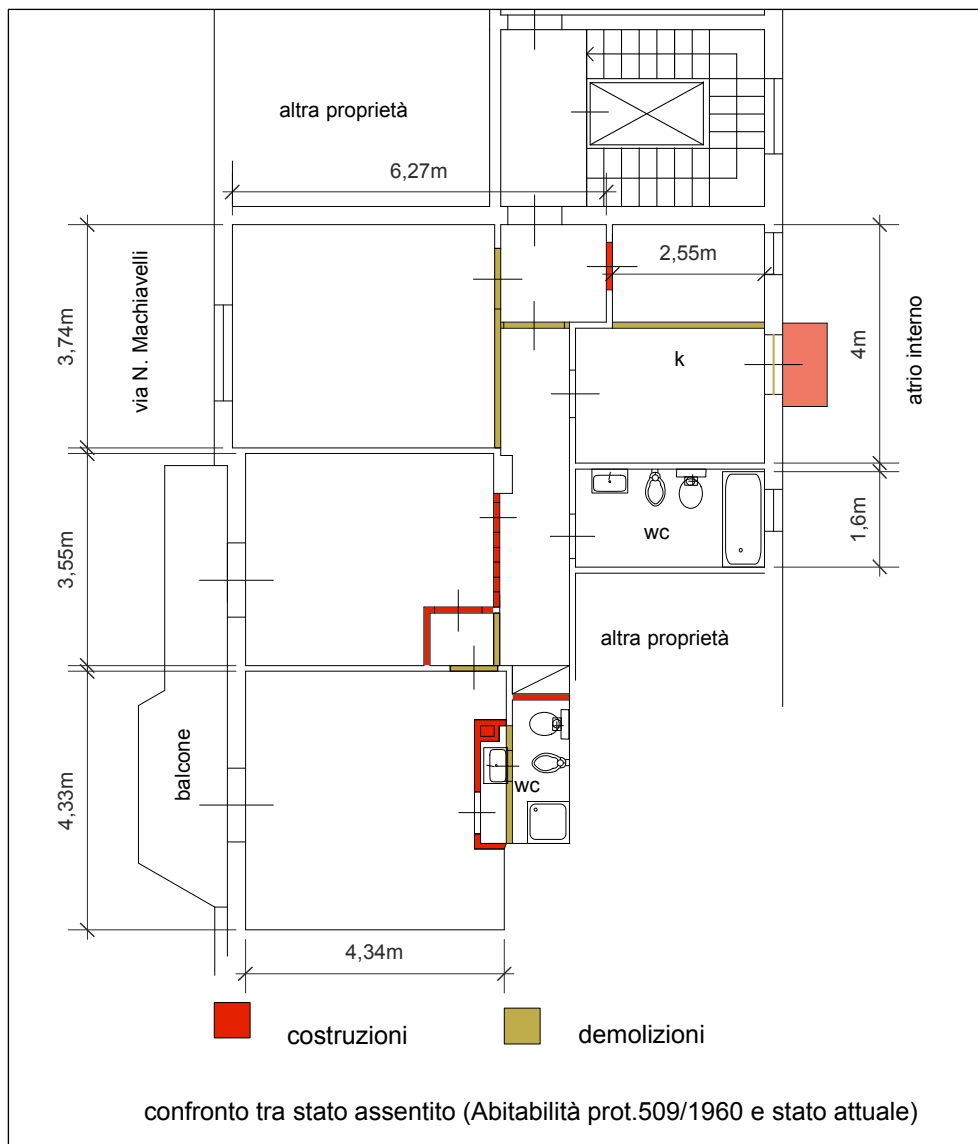 altra proprietà
6,27m
2,55m
via N. Machiavelli
3,74m
k
4m
atrio interno
wc
1,6m
3,55m
altra proprietà
balcone
wc
4,33m
4,34m
costruzioni
demolizioni
confronto tra stato assentito (Abitabilità prot.509/1960 e stato attuale)